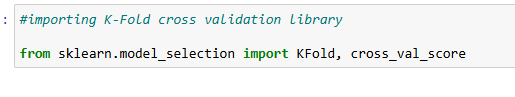 : #importing K-Fold cross validation library
from sklearn.model_selection import KFold, cross_val_score